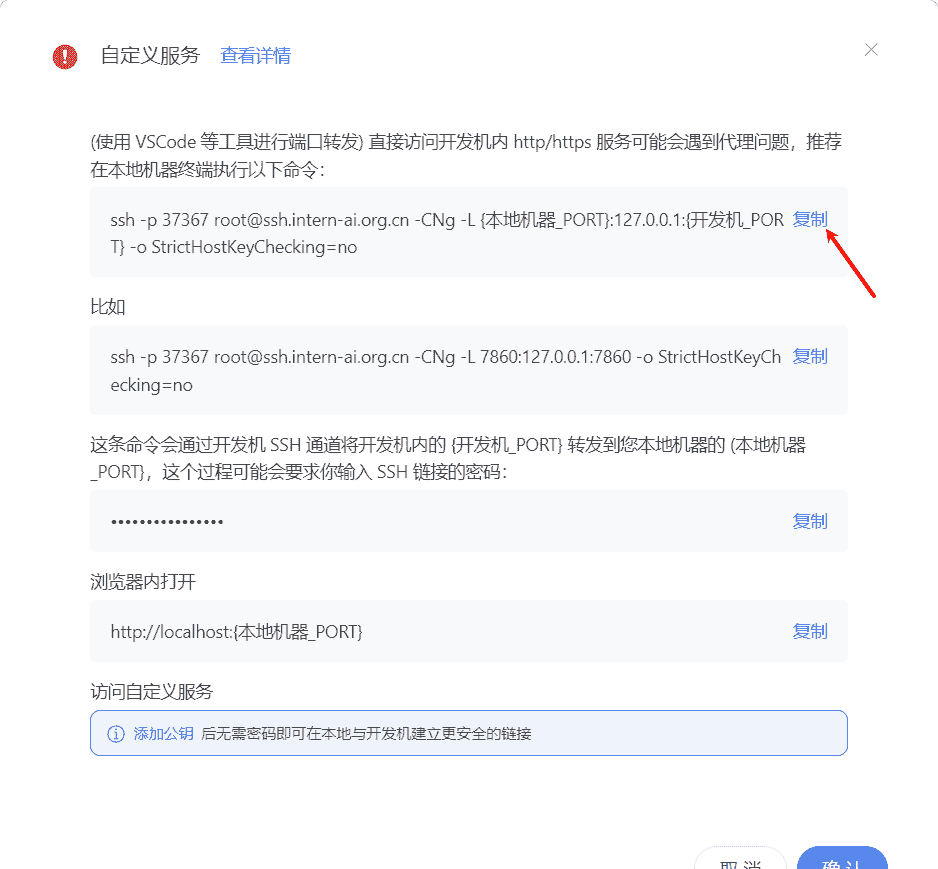 自定义服务 查看详情
(使用 VSCode 等工具进行端口转发) 直接访问开发机内 http/https 服务可能会遇到代理问题，推荐
在本地机器终端执行以下命令：
ssh -p 37367 root@ssh.intern-ai.org.cn -CNg -L {本地机器_PORT}:127.0.0.1:{开发机_POR 复制
T} -o StrictHostKeyChecking=no
比如
ssh -p 37367 root@ssh.intern-ai.org.cn -CNg -L 7860:127.0.0.1:7860 -o StrictHostKeyCh 复制
ecking=no
这条命令会通过开发机 SSH 通道将开发机内的 {开发机_PORT} 转发到您本地机器的 (本地机器
_PORT}，这个过程可能会要求你输入 SSH 链接的密码：
•••••••••••••••• 复制
浏览器内打开
http://localhost:{本地机器_PORT} 复制
访问自定义服务
添加公钥 后无需密码即可在本地与开发机建立更安全的链接
取 消 确 认